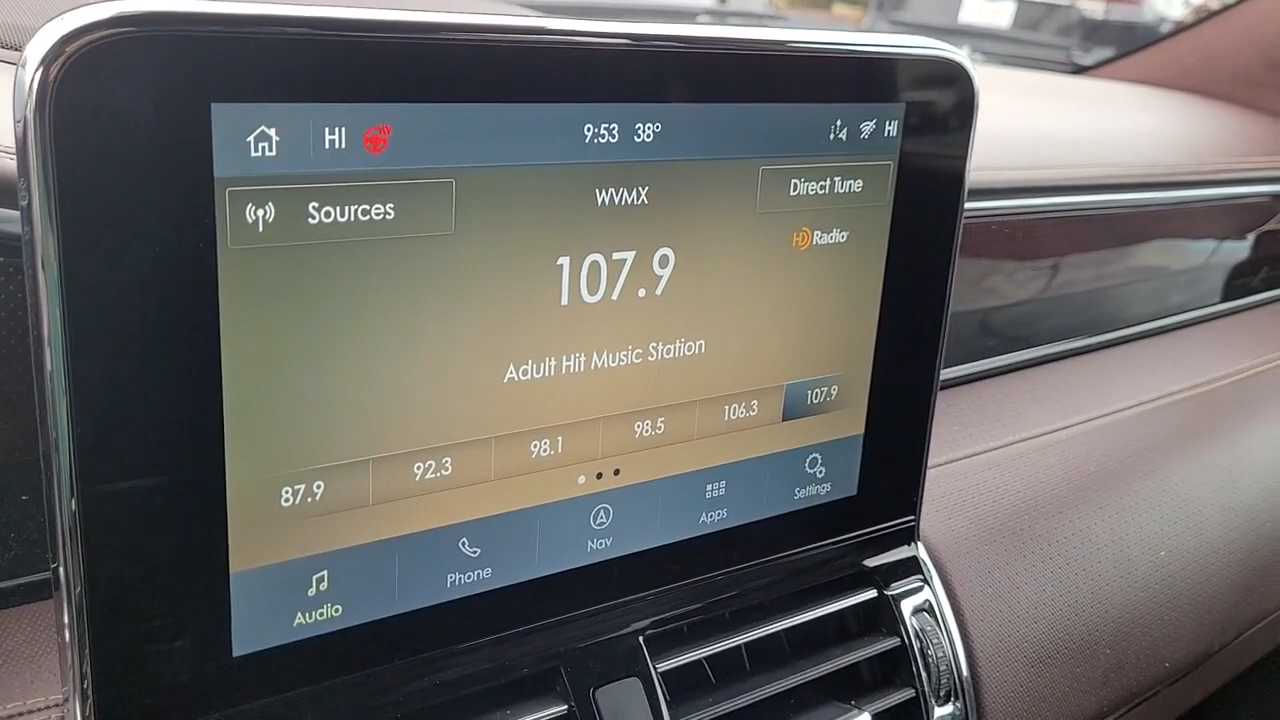 HI 9:53 38° HI
Sources
WVMX
Direct Tune
HD Radio
107.9
Adult Hit Music Station
87.9 92.3 98.1 98.5 106.3 107.9
Audio Phone Nav Apps Settings